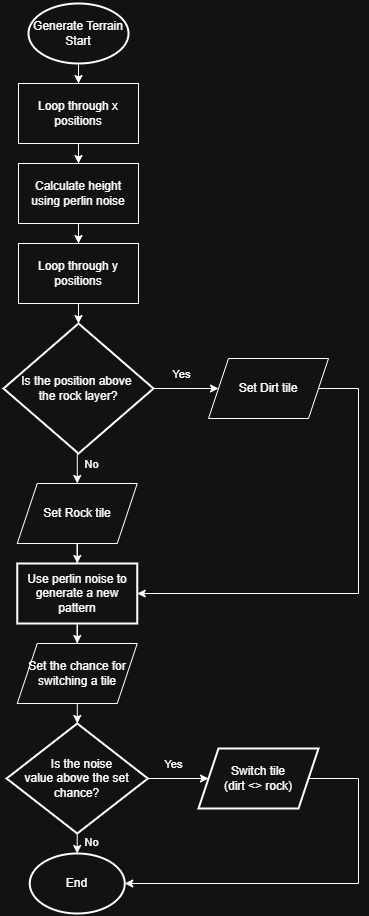 Generate Terrain
Start
Loop through x
positions
Calculate height
using perlin noise
Loop through y
positions
Is the position above
the rock layer?
Yes
Set Dirt tile
No
Set Rock tile
Use perlin noise to
generate a new
pattern
Set the chance for
switching a tile
Is the noise
value above the set
chance?
Yes
Switch tile
(dirt <> rock)
No
End